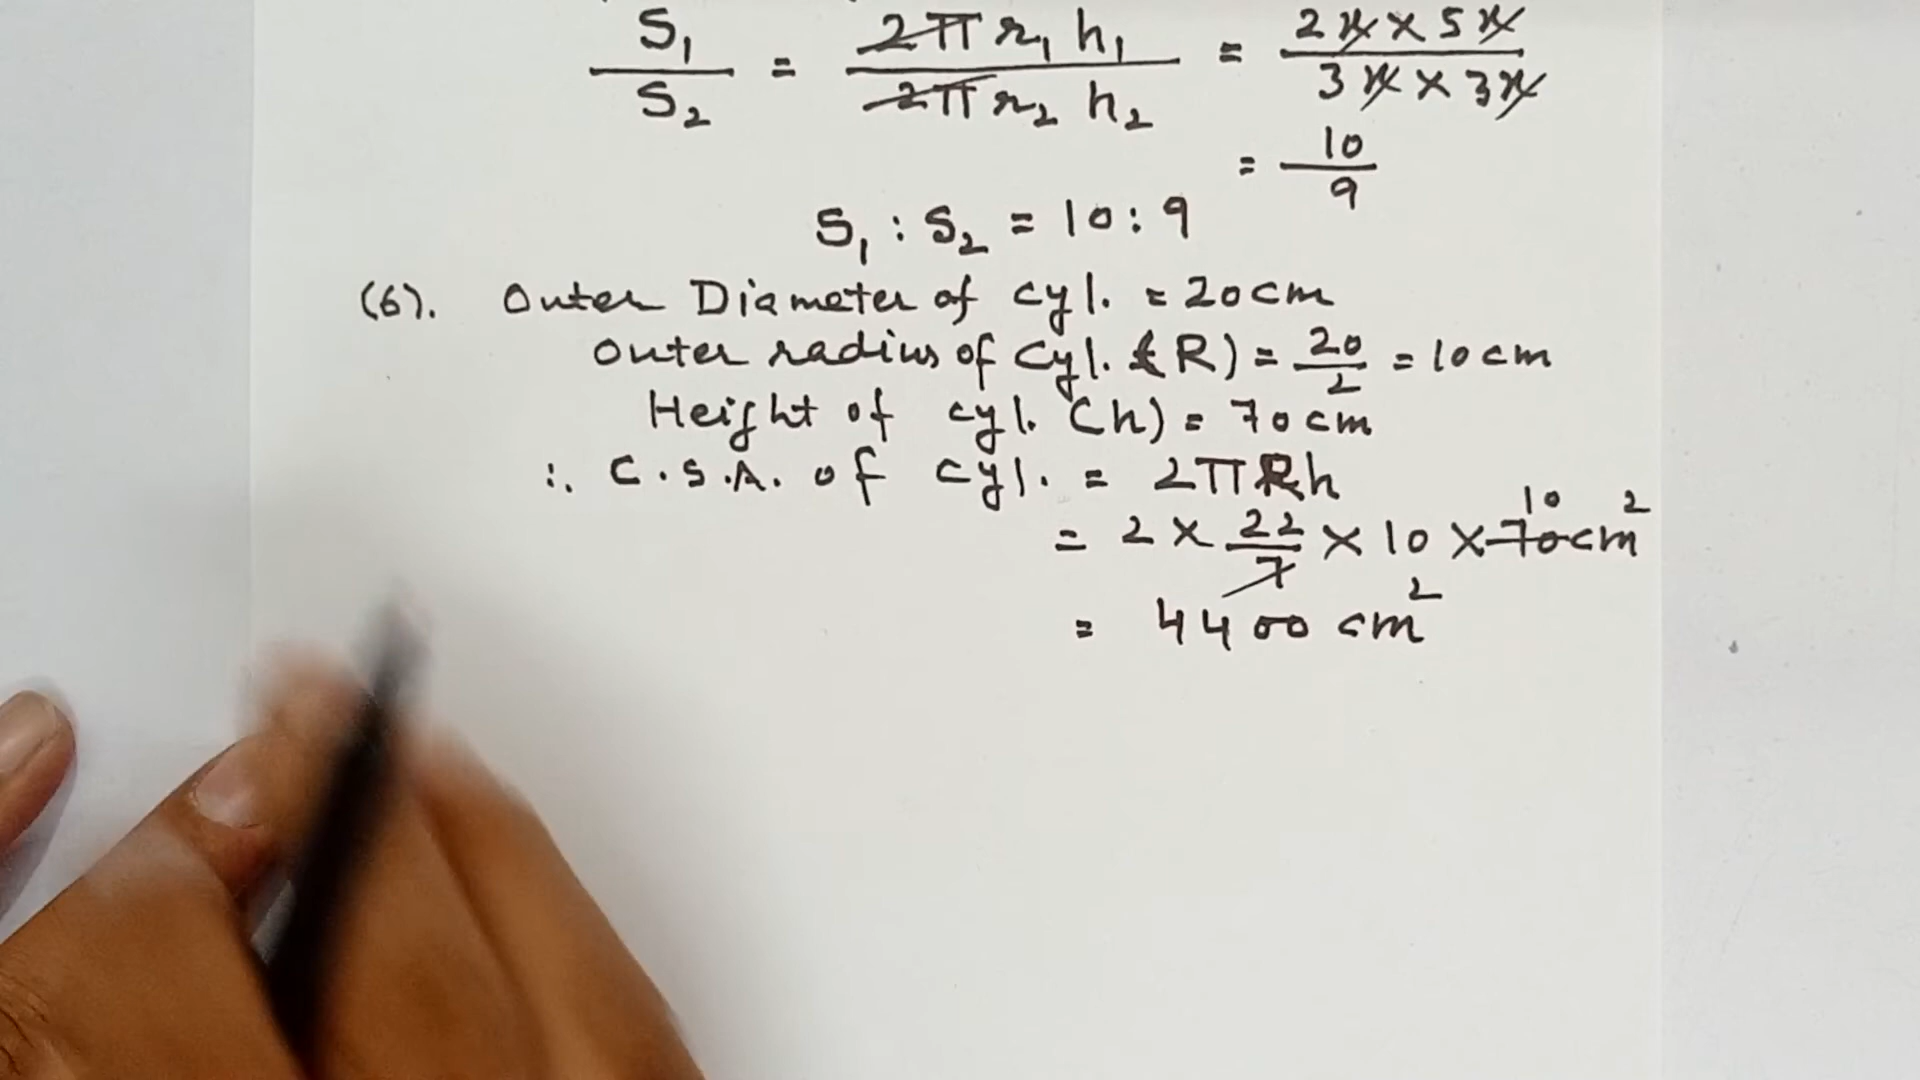 S₁/S₂ = 2πr₁h₁/2πr₂h₂ = 2x × 5x/3x × 3x
= 10/9
S₁ : S₂ = 10 : 9
(6). Outer Diameter of cyl. = 20cm
Outer radius of cyl. (R) = 20/2 = 10cm
Height of cyl. (h) = 70cm
∴ C.S.A. of cyl. = 2πRh
= 2 × 22/7 × 10 × 70cm² 10
= 4400 cm²